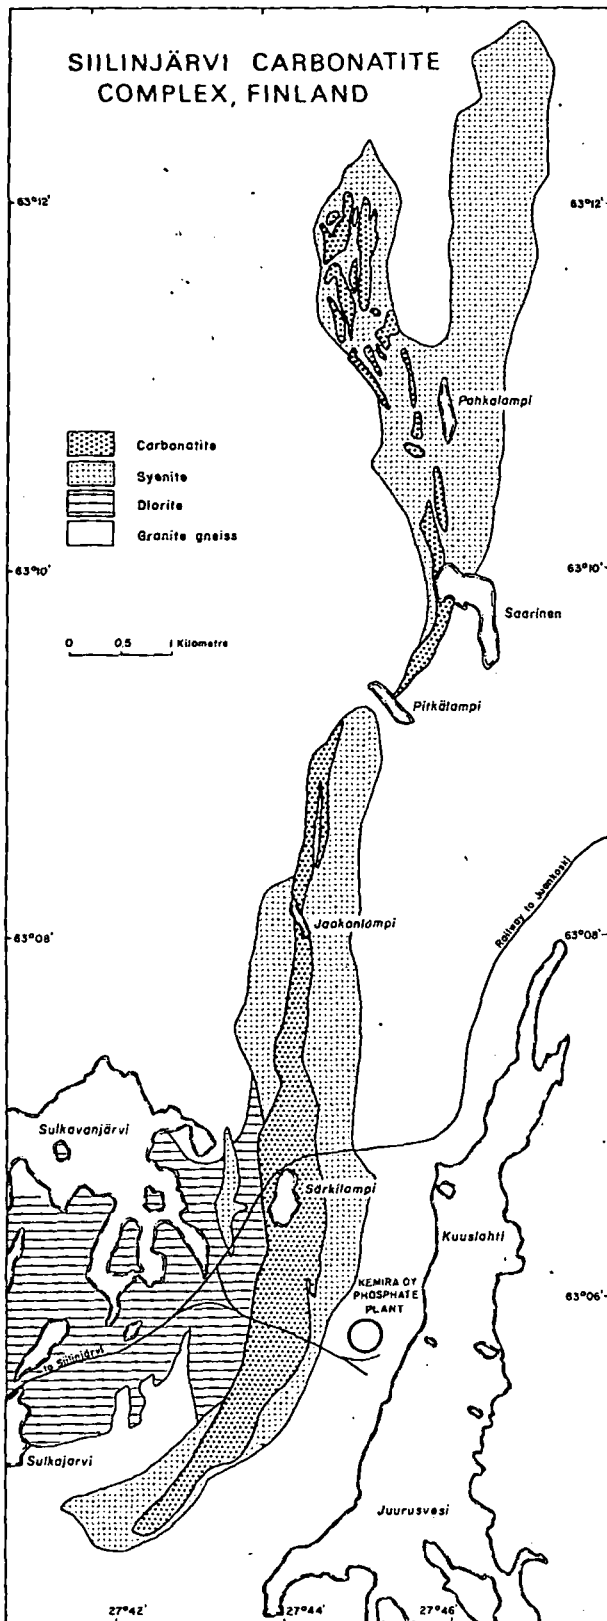 SIILINJÄRVI CARBONATITE
COMPLEX, FINLAND
63°12'
63°12'
Pahkalampi
Carbonatite
Syenite
Diorite
Granite gneiss
63°10'
63°10'
Saarinen
0 0,5 1 Kilometre
Pitkälampi
Railway to Juankoski
Jaakonlampi
63°08'
63°08'
Sulkavanjärvi
Särkilampi
Kuuslahti
KEMIRA OY
PHOSPHATE
PLANT
63°06'
to Siilinjärvi
Sulkajärvi
Juurusvesi
27°42'
27°44'
27°46'